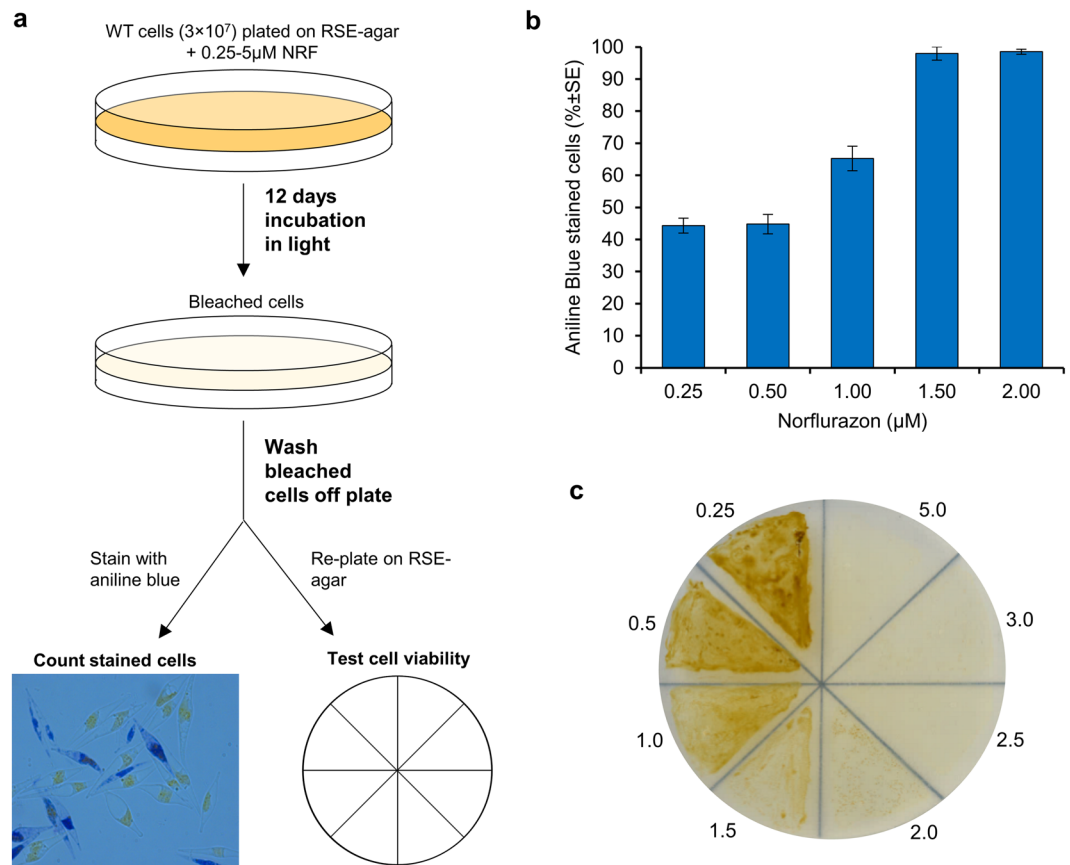 a
WT cells (3×10⁷) plated on RSE-agar
+ 0.25-5µM NRF
12 days
incubation
in light
Bleached cells
Wash
bleached
cells off plate
Stain with
aniline blue
Re-plate on RSE-
agar
Count stained cells
Test cell viability
b
Aniline Blue stained cells (%±SE)
100
90
80
70
60
50
40
30
20
10
0
0.25
0.50
1.00
1.50
2.00
Norflurazon (µM)
c
0.25
5.0
0.5
3.0
1.0
2.5
1.5
2.0